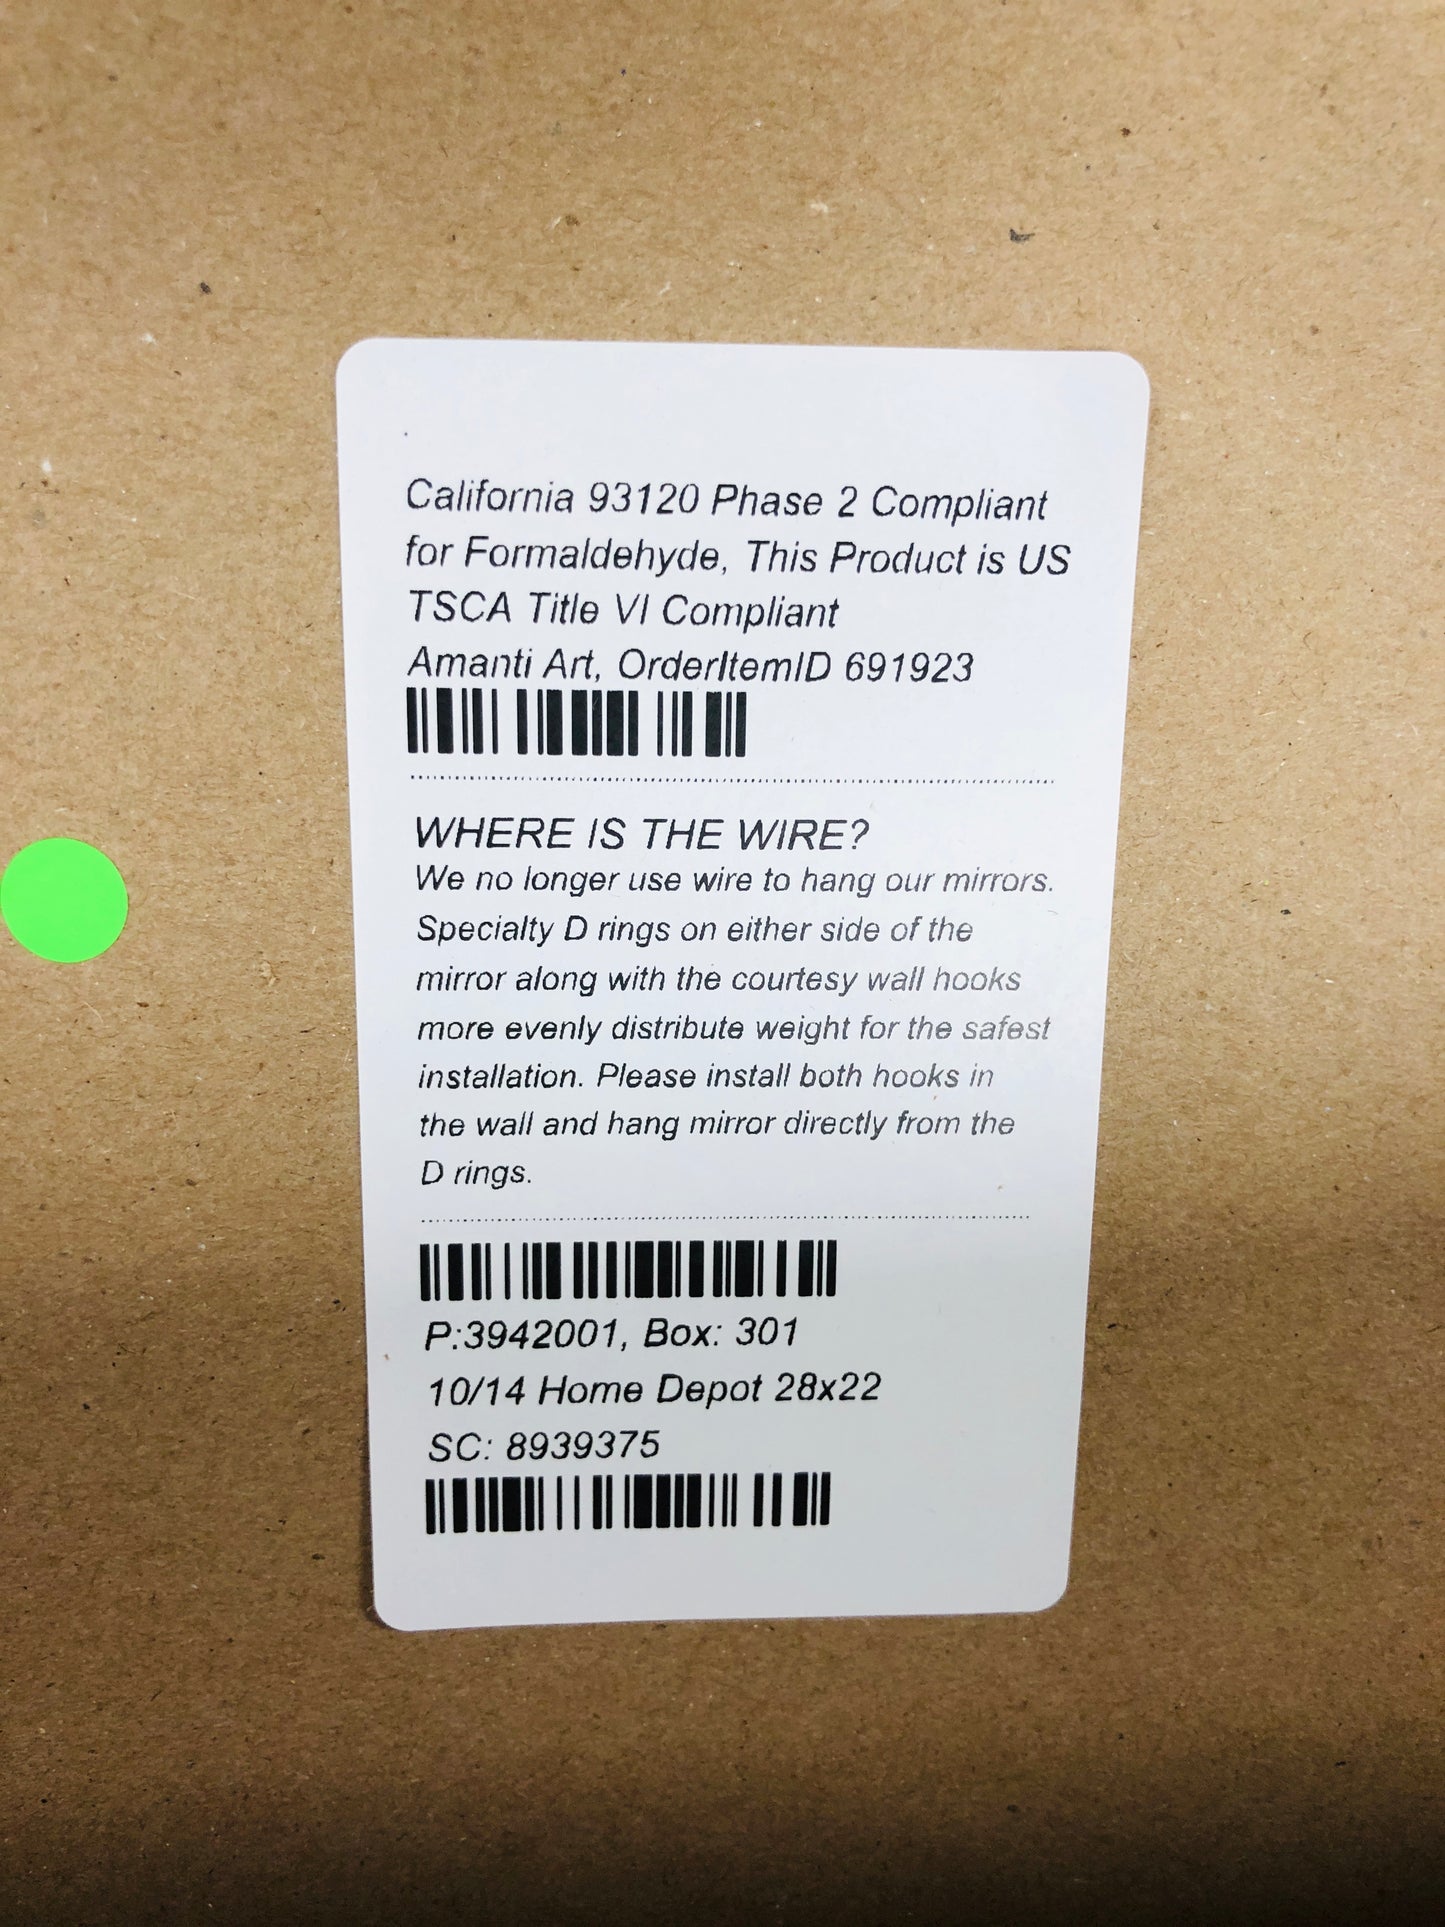 California 93120 Phase 2 Compliant
for Formaldehyde, This Product is US
TSCA Title VI Compliant
Amanti Art, OrderItemID 691923
WHERE IS THE WIRE?
We no longer use wire to hang our mirrors.
Specialty D rings on either side of the
mirror along with the courtesy wall hooks
more evenly distribute weight for the safest
installation. Please install both hooks in
the wall and hang mirror directly from the
D rings.
P:3942001, Box: 301
10/14 Home Depot 28x22
SC: 8939375